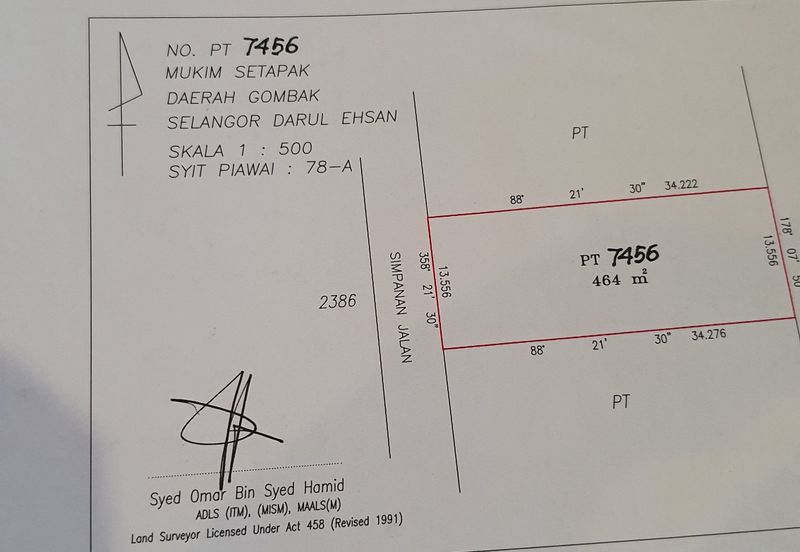 NO. PT 7456
MUKIM SETAPAK
DAERAH GOMBAK
SELANGOR DARUL EHSAN
SKALA 1 : 500
SYIT PIAWAI : 78-A
PT
88° 21' 30" 34.222
SIMPANAN JALAN
358° 21' 30"
13.556
PT 7456
464 m²
13.556
178° 07' 50
2386
88° 21' 30" 34.276
PT
Syed Omar Bin Syed Hamid
ADLS (ITM), (MISM), MAALS(M)
Land Surveyor Licensed Under Act 458 (Revised 1991)